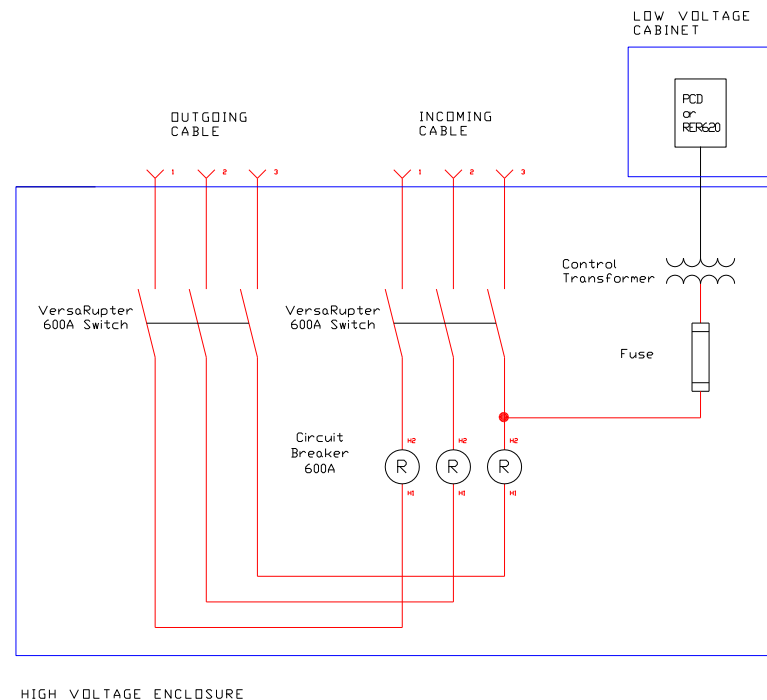 LOW VOLTAGE
CABINET
PCD
or
RER620
OUTGOING
CABLE
INCOMING
CABLE
1 2 3
1 2 3
Control
Transformer
VersaRupter
600A Switch
VersaRupter
600A Switch
Fuse
Circuit
Breaker
600A
H2 H2 H2
R R R
H1 H1 H1
HIGH VOLTAGE ENCLOSURE